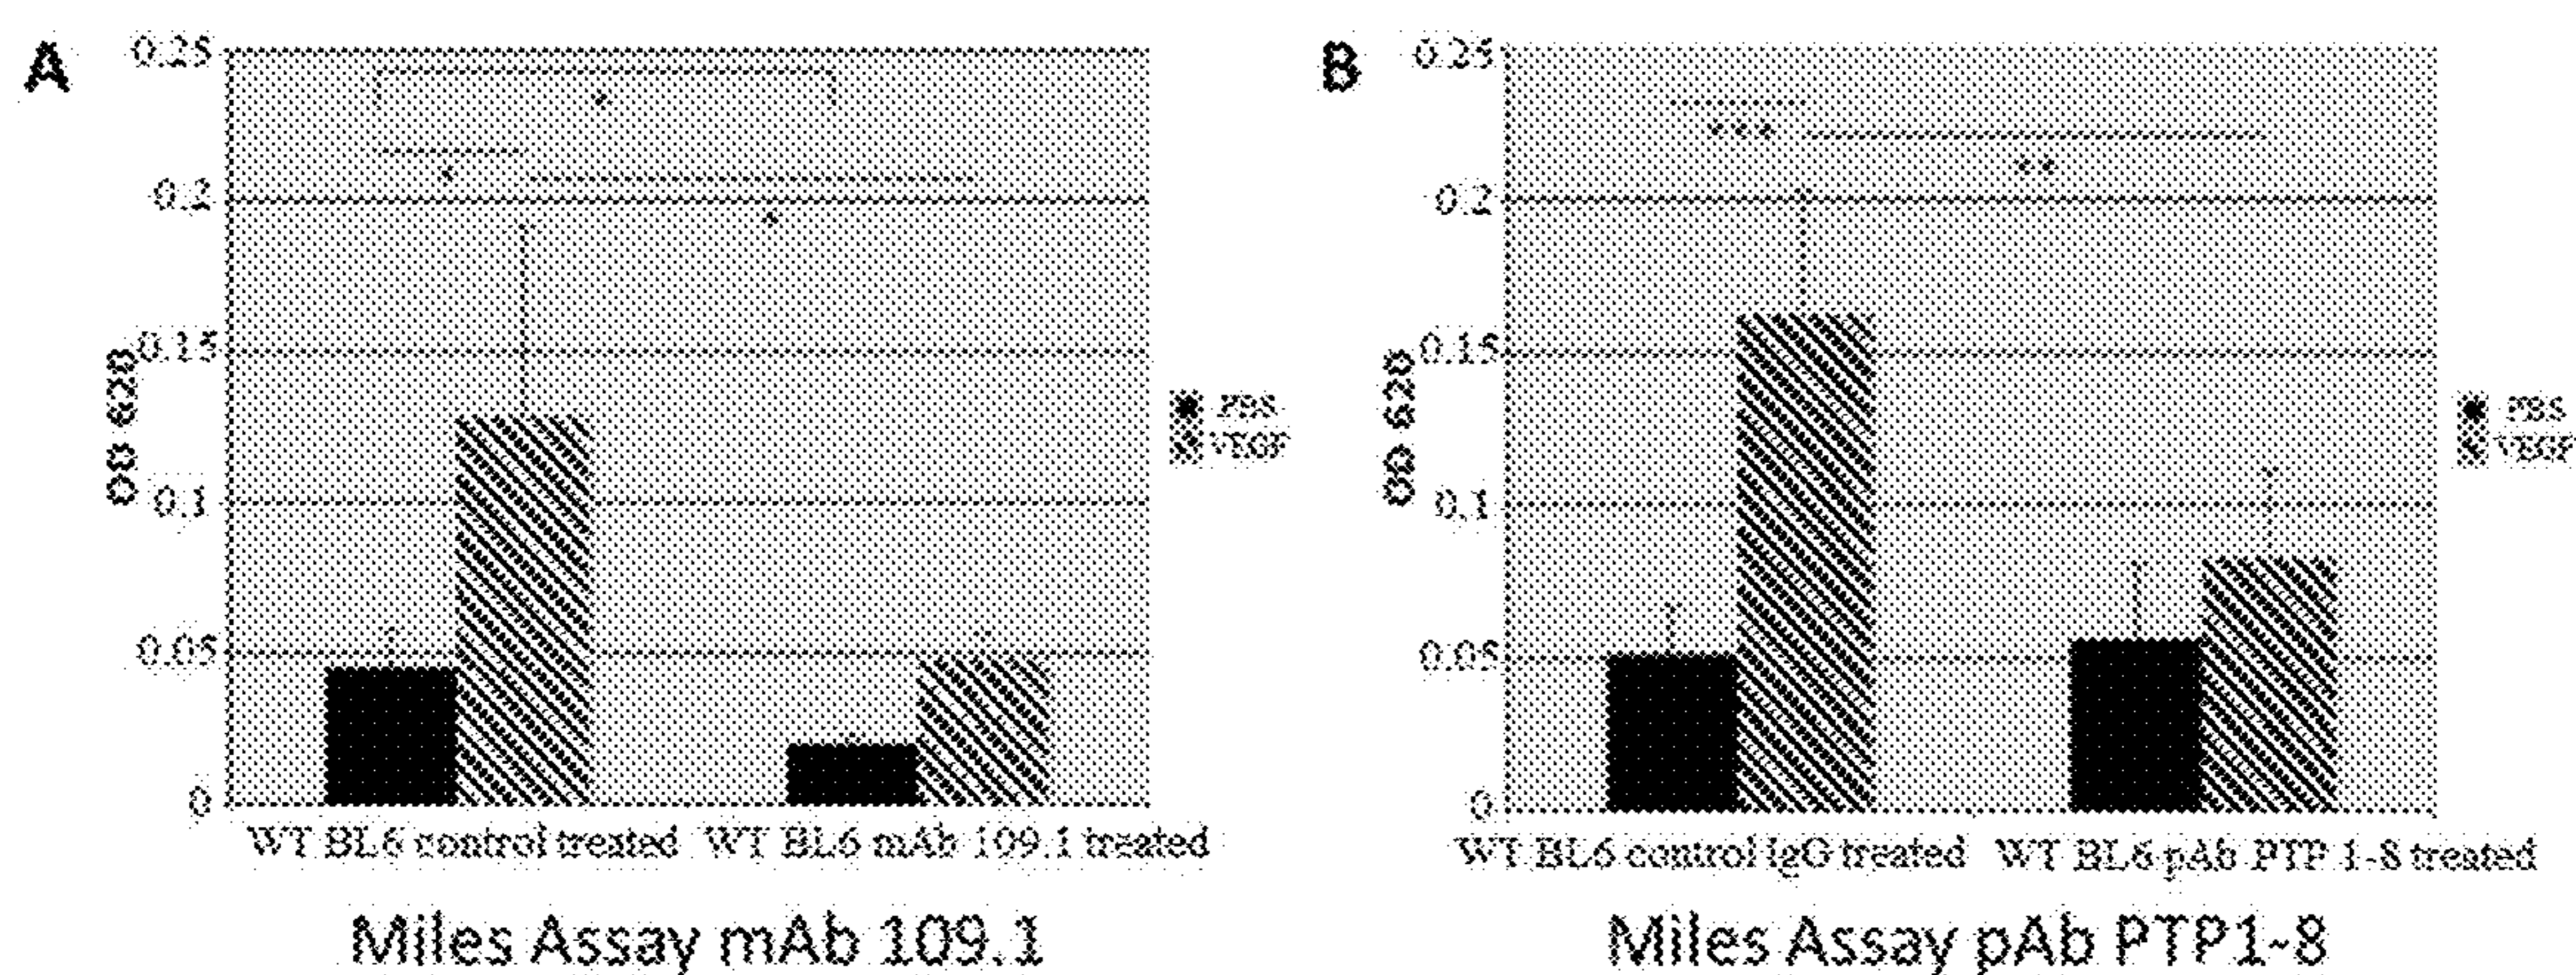 A
0.25
0.2
0.15
0.1
0.05
0
OD 620
*
*
*
PBS
VEGF
WT BL6 control treated
WT BL6 mAb 109.1 treated
Miles Assay mAb 109.1
B
0.25
0.2
0.15
0.1
0.05
0
OD 620
***
**
PBS
VEGF
WT BL6 control IgG treated
WT BL6 pAb PTP 1-8 treated
Miles Assay pAb PTP1-8